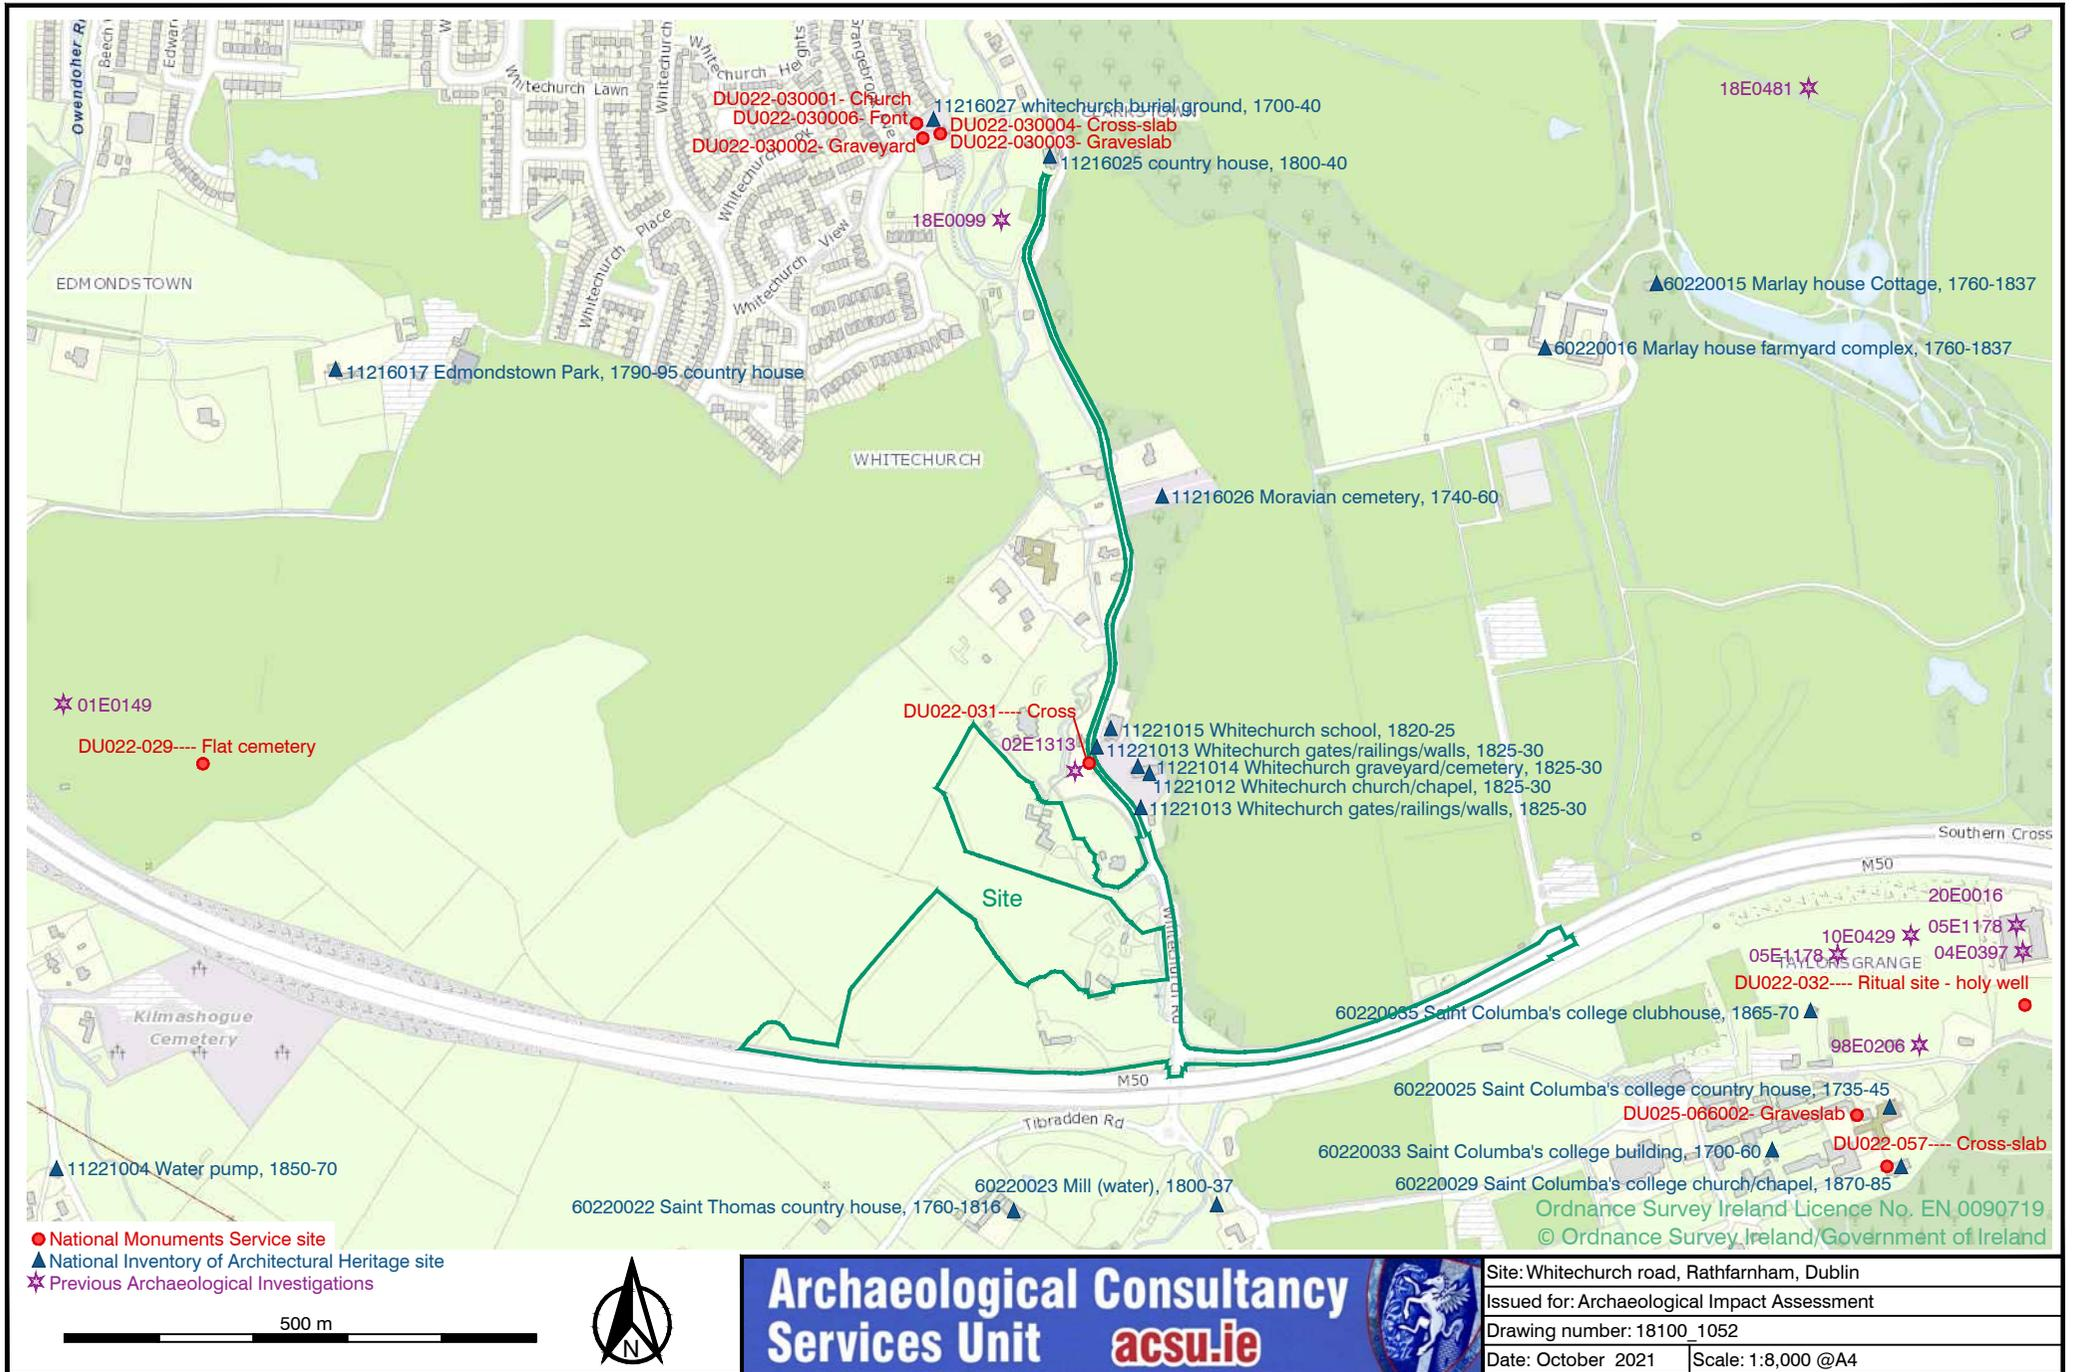 Owendoher R
Beech
Edwar
W
Whytechurch Lawn
Whitechurch
Whitechurch Heights
Grangebrook
Ave
Whitechurch Pk
Whitechurch Place
Whitechurch View
DU022-030001- Church
DU022-030006- Font
DU022-030002- Graveyard
11216027 whitechurch burial ground, 1700-40
CLARKSTOWN
DU022-030004- Cross-slab
DU022-030003- Graveslab
11216025 country house, 1800-40
18E0481
18E0099
EDMONDSTOWN
60220015 Marlay house Cottage, 1760-1837
60220016 Marlay house farmyard complex, 1760-1837
11216017 Edmondstown Park, 1790-95 country house
WHITECHURCH
11216026 Moravian cemetery, 1740-60
01E0149
DU022-029---- Flat cemetery
DU022-031---- Cross
02E1313
11221015 Whitechurch school, 1820-25
11221013 Whitechurch gates/railings/walls, 1825-30
11221014 Whitechurch graveyard/cemetery, 1825-30
11221012 Whitechurch church/chapel, 1825-30
11221013 Whitechurch gates/railings/walls, 1825-30
Southern Cross
M50
Site
Whitechurch Rd
20E0016
05E1178
10E0429
04E0397
05E1178
TAYLORSGRANGE
DU022-032---- Ritual site - holy well
60220035 Saint Columba's college clubhouse, 1865-70
98E0206
Kilmashogue
Cemetery
M50
60220025 Saint Columba's college country house, 1735-45
DU025-066002- Graveslab
Tibradden Rd
DU022-057---- Cross-slab
60220033 Saint Columba's college building, 1700-60
11221004 Water pump, 1850-70
60220023 Mill (water), 1800-37
60220029 Saint Columba's college church/chapel, 1870-85
60220022 Saint Thomas country house, 1760-1816
Ordnance Survey Ireland Licence No. EN 0090719
© Ordnance Survey Ireland/Government of Ireland
National Monuments Service site
National Inventory of Architectural Heritage site
Previous Archaeological Investigations
500 m
N
Archaeological Consultancy
Services Unit acsu.ie
Site: Whitechurch road, Rathfarnham, Dublin
Issued for: Archaeological Impact Assessment
Drawing number: 18100_1052
Date: October 2021
Scale: 1:8,000 @A4